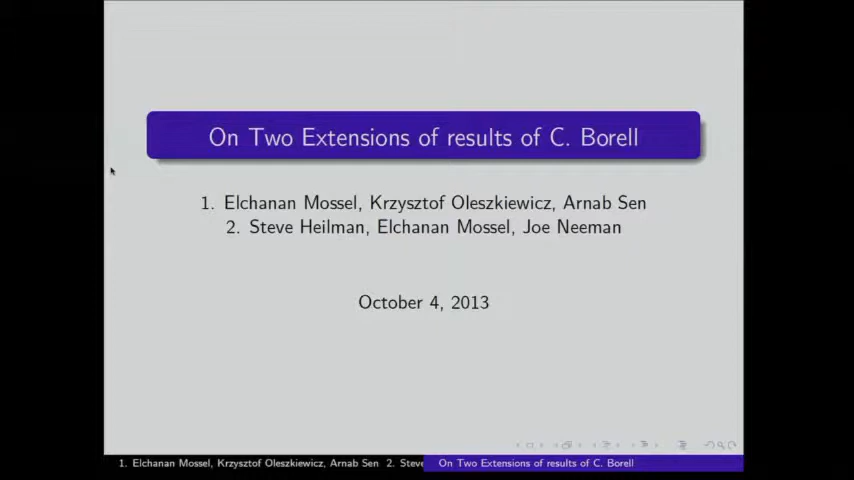 On Two Extensions of results of C. Borell
1. Elchanan Mossel, Krzysztof Oleszkiewicz, Arnab Sen
2. Steve Heilman, Elchanan Mossel, Joe Neeman
October 4, 2013
1. Elchanan Mossel, Krzysztof Oleszkiewicz, Arnab Sen 2. Steve
On Two Extensions of results of C. Borell